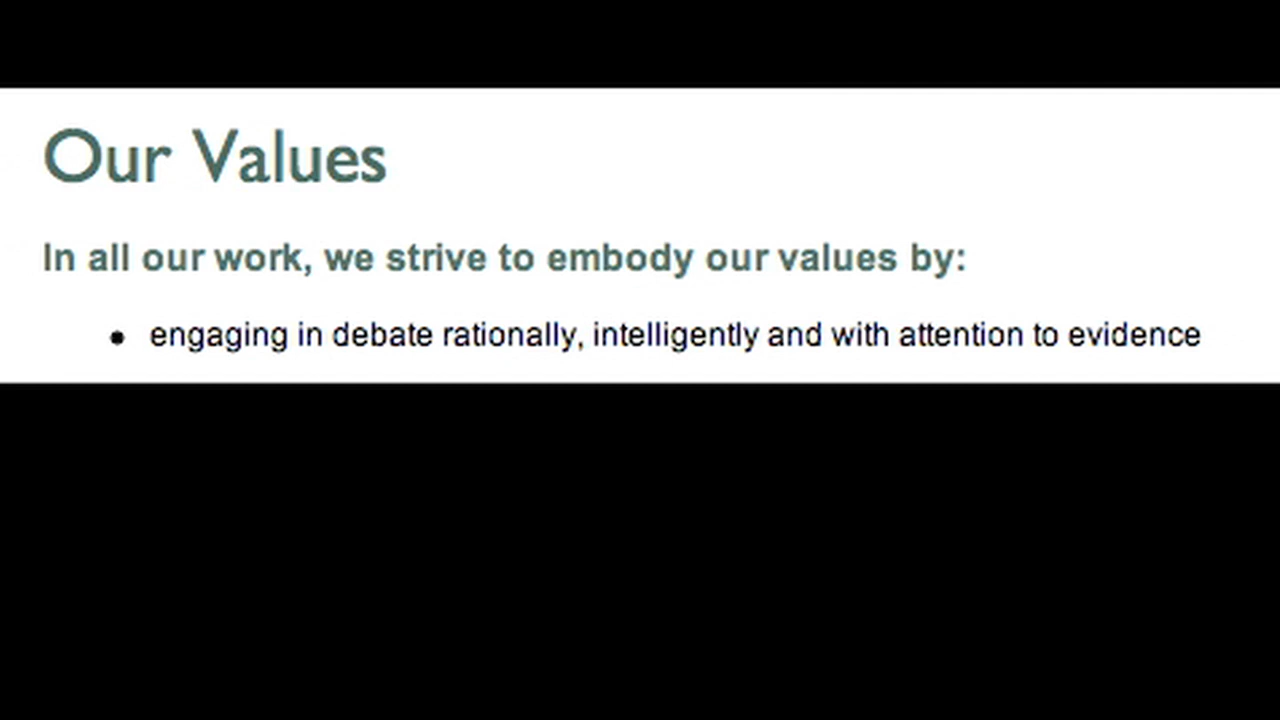 Our Values
In all our work, we strive to embody our values by:
• engaging in debate rationally, intelligently and with attention to evidence